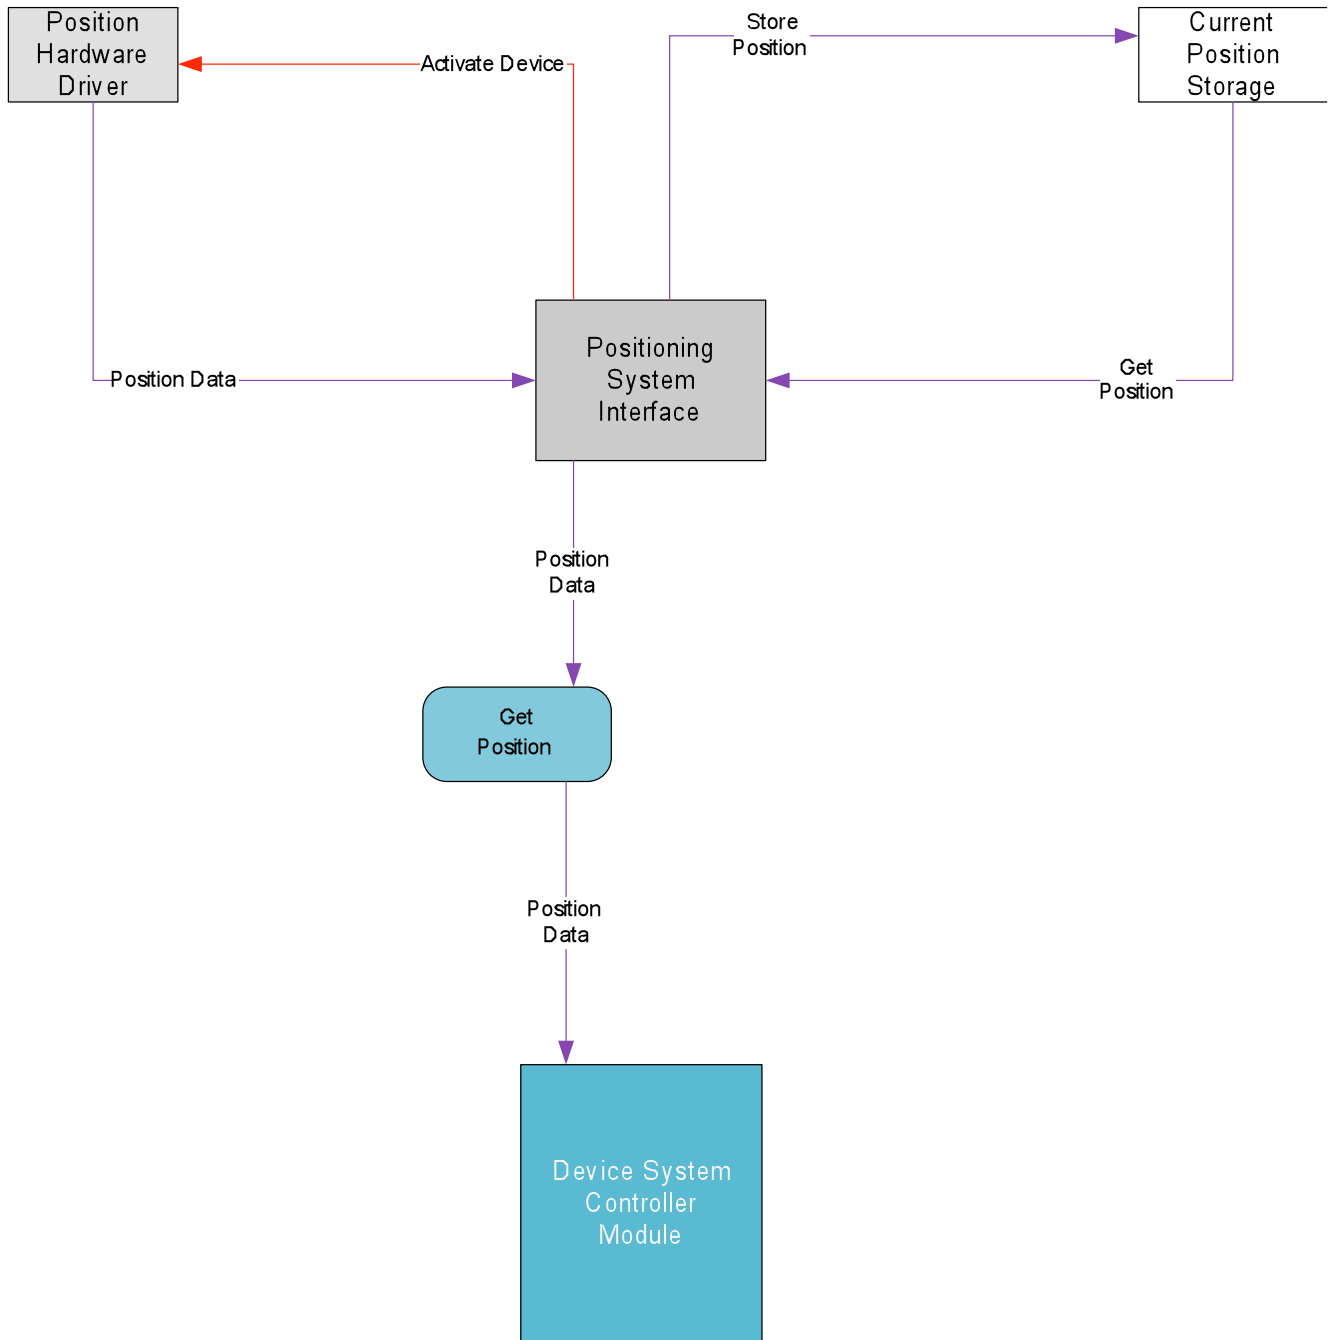 Position
Hardware
Driver
Activate Device
Store
Position
Current
Position
Storage
Position Data
Positioning
System
Interface
Get
Position
Position
Data
Get
Position
Position
Data
Device System
Controller
Module